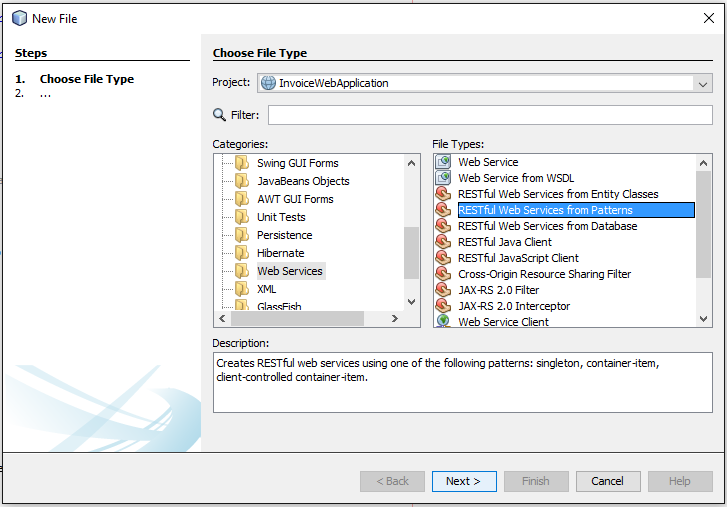 New File
Steps
1. Choose File Type
2. ...
Choose File Type
Project: InvoiceWebApplication
Filter:
Categories:
Swing GUI Forms
JavaBeans Objects
AWT GUI Forms
Unit Tests
Persistence
Hibernate
Web Services
XML
GlassFish
File Types:
Web Service
Web Service from WSDL
RESTful Web Services from Entity Classes
RESTful Web Services from Patterns
RESTful Web Services from Database
RESTful Java Client
RESTful JavaScript Client
Cross-Origin Resource Sharing Filter
JAX-RS 2.0 Filter
JAX-RS 2.0 Interceptor
Web Service Client
Description:
Creates RESTful web services using one of the following patterns: singleton, container-item,
client-controlled container-item.
< Back
Next >
Finish
Cancel
Help